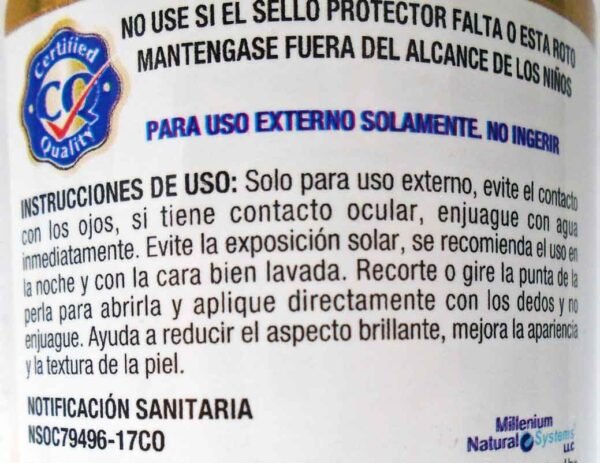 NO USE SI EL SELLO PROTECTOR FALTA O ESTA ROTO
MANTENGASE FUERA DEL ALCANCE DE LOS NIÑOS
Certified
CQ
Quality
PARA USO EXTERNO SOLAMENTE. NO INGERIR
INSTRUCCIONES DE USO: Solo para uso externo, evite el contacto
con los ojos, si tiene contacto ocular, enjuague con agua
inmediatamente. Evite la exposición solar, se recomienda el uso en
la noche y con la cara bien lavada. Recorte o gire la punta de la
perla para abrirla y aplique directamente con los dedos y no
enjuague. Ayuda a reducir el aspecto brillante, mejora la apariencia
y la textura de la piel.
NOTIFICACIÓN SANITARIA
NSOC79496-17CO
Millenium
Natural Systems
LLC